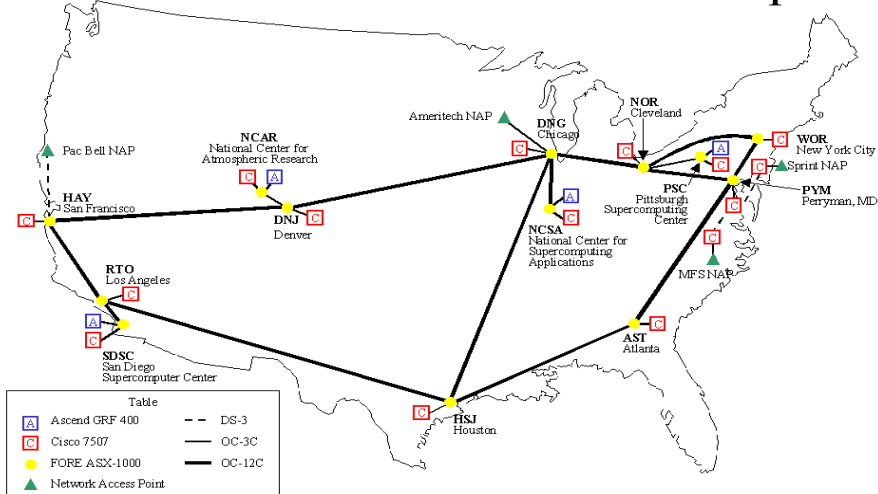 NCAR
National Center for
Atmospheric Research
C
A
Pac Bell NAP
Ameritech NAP
DNG
Chicago
C
NOR
Cleveland
C
A
C
PSC
Pittsburgh
Supercomputing
Center
WOR
New York City
C
C
Sprint NAP
PYM
Perryman, MD
C
C
MFS NAP
HAY
San Francisco
C
DNJ
Denver
C
A
C
NCSA
National Center for
Supercomputing
Applications
RTO
Los Angeles
C
A
C
SDSC
San Diego
Supercomputer Center
AST
Atlanta
C
C
HSJ
Houston
Table
A Ascend GRF 400
DS-3
C Cisco 7507
OC-3C
FORE ASX-1000
OC-12C
Network Access Point